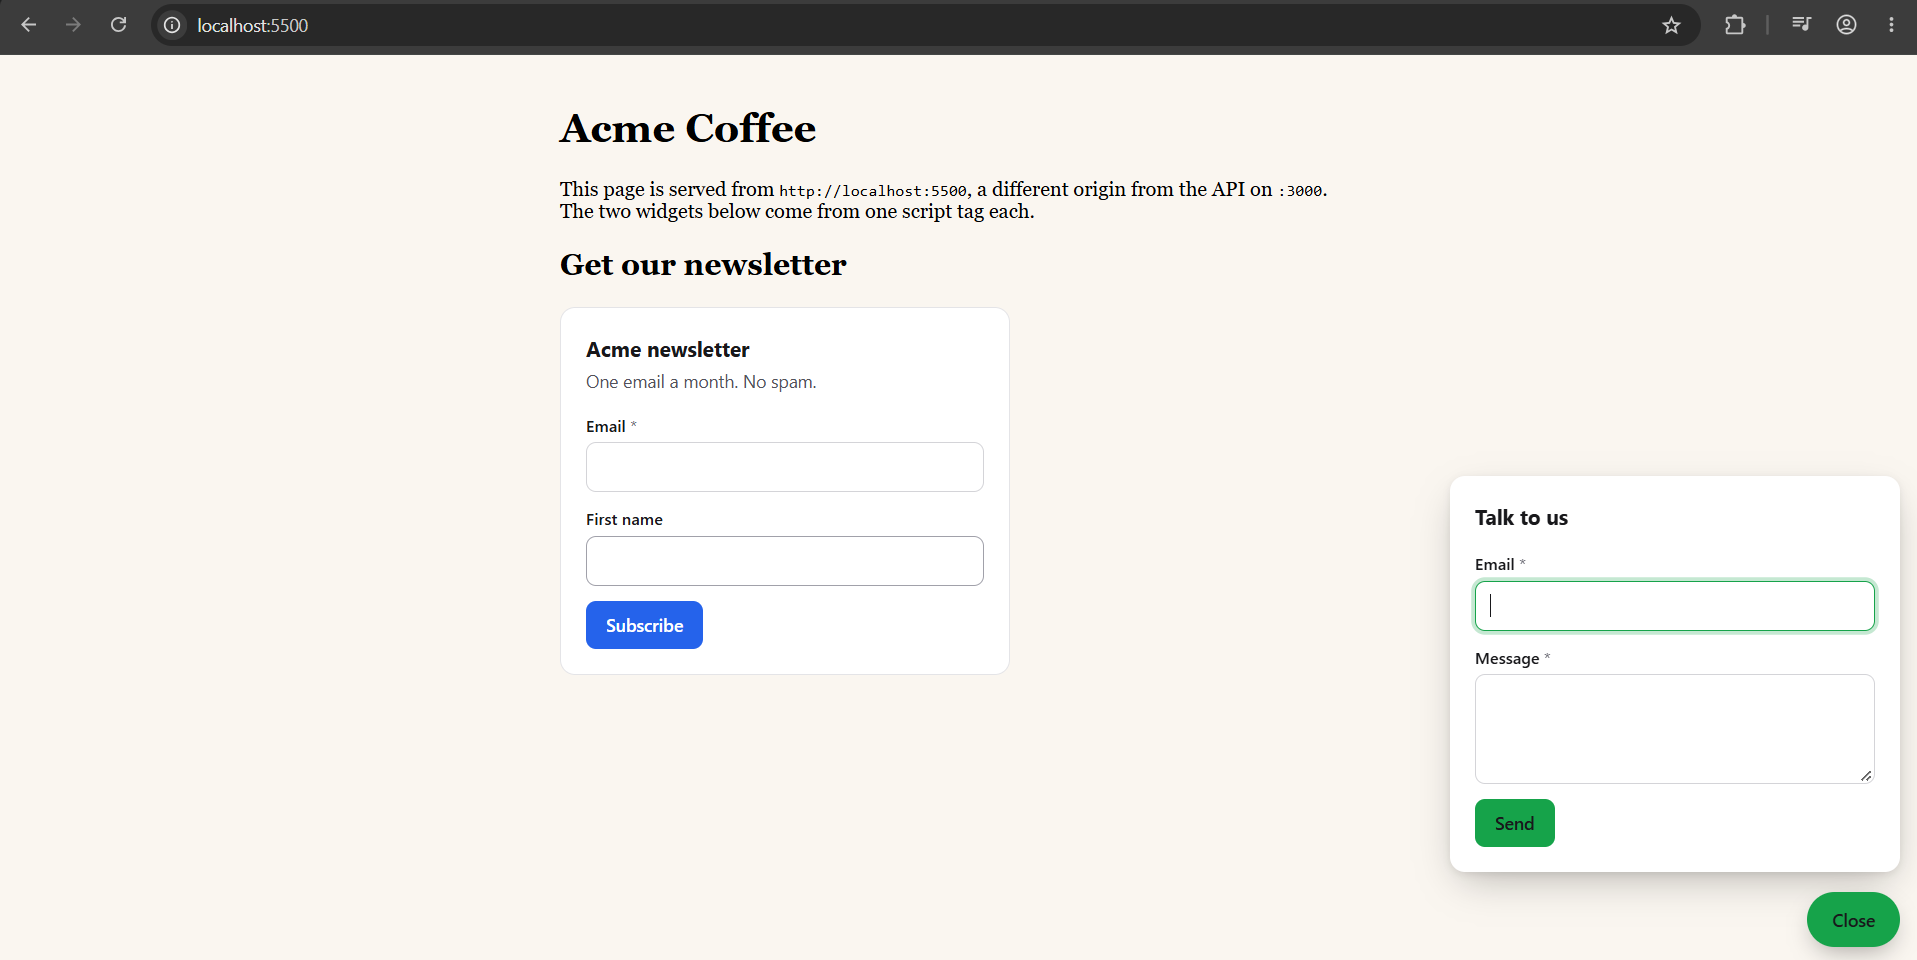 localhost:5500
Acme Coffee
This page is served from http://localhost:5500, a different origin from the API on :3000.
The two widgets below come from one script tag each.
Get our newsletter
Acme newsletter
One email a month. No spam.
Email *
First name
Subscribe
Talk to us
Email *
Message *
Send
Close